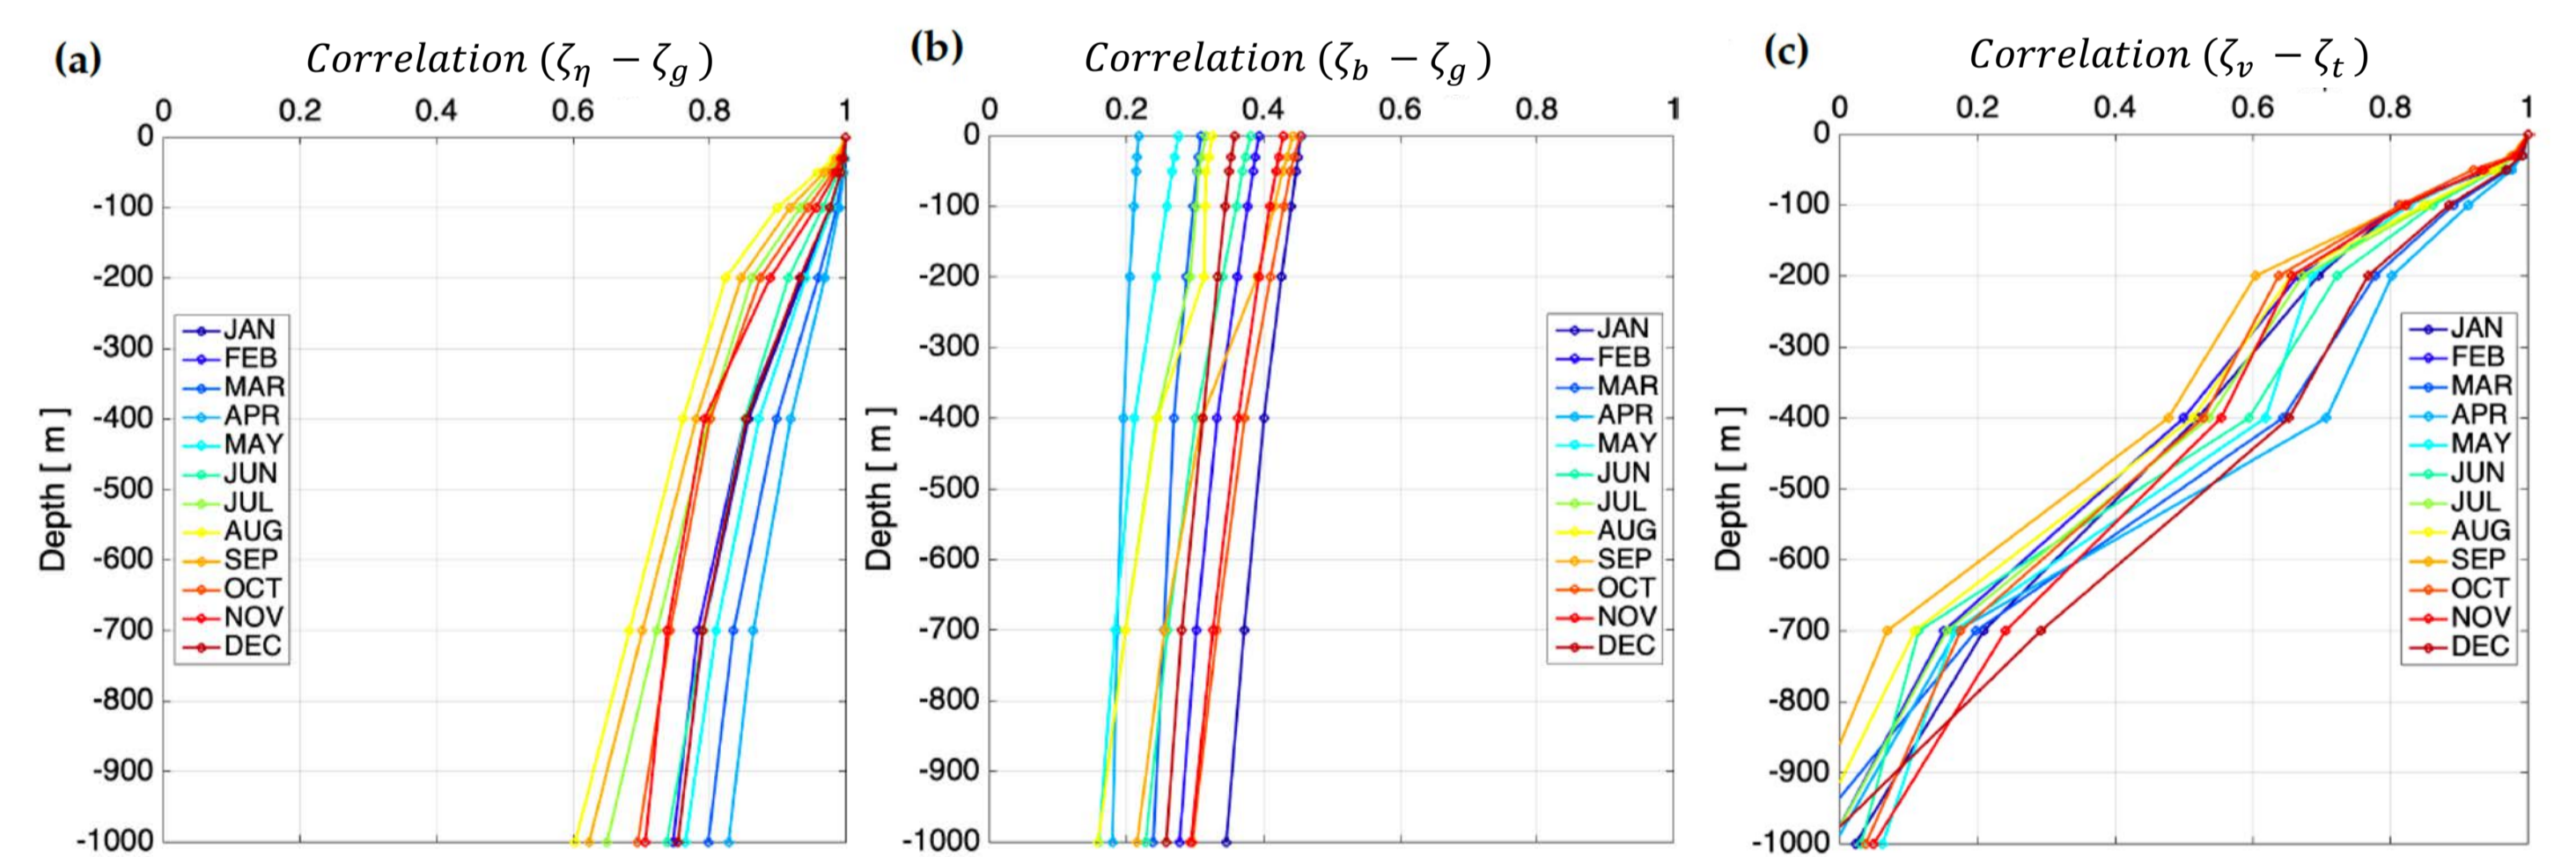 (a) Correlation (ζη − ζg)
0 0.2 0.4 0.6 0.8 1
0
-100
-200
-300
-400
-500
-600
-700
-800
-900
-1000
Depth [ m ]
JAN
FEB
MAR
APR
MAY
JUN
JUL
AUG
SEP
OCT
NOV
DEC
(b) Correlation (ζb − ζg)
0 0.2 0.4 0.6 0.8 1
0
-100
-200
-300
-400
-500
-600
-700
-800
-900
-1000
Depth [ m ]
JAN
FEB
MAR
APR
MAY
JUN
JUL
AUG
SEP
OCT
NOV
DEC
(c) Correlation (ζv − ζt)
0 0.2 0.4 0.6 0.8 1
0
-100
-200
-300
-400
-500
-600
-700
-800
-900
-1000
Depth [ m ]
JAN
FEB
MAR
APR
MAY
JUN
JUL
AUG
SEP
OCT
NOV
DEC